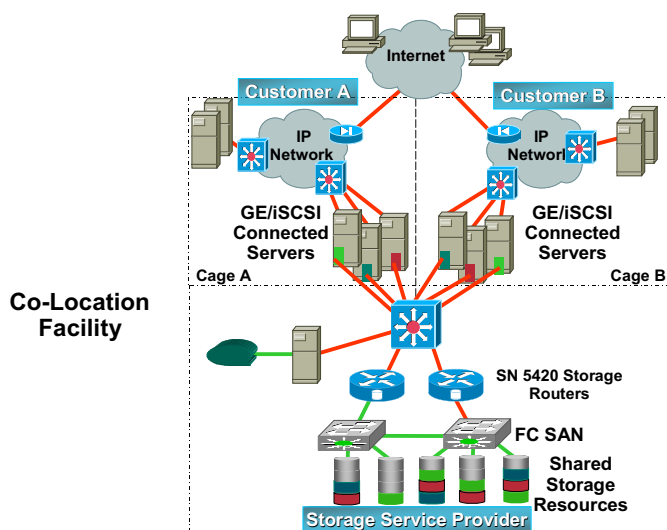 Internet
Customer A
Customer B
IP
Network
IP
Network
GE/iSCSI
Connected
Servers
GE/iSCSI
Connected
Servers
Cage A
Cage B
Co-Location
Facility
SN 5420 Storage
Routers
FC SAN
Shared
Storage
Resources
Storage Service Provider